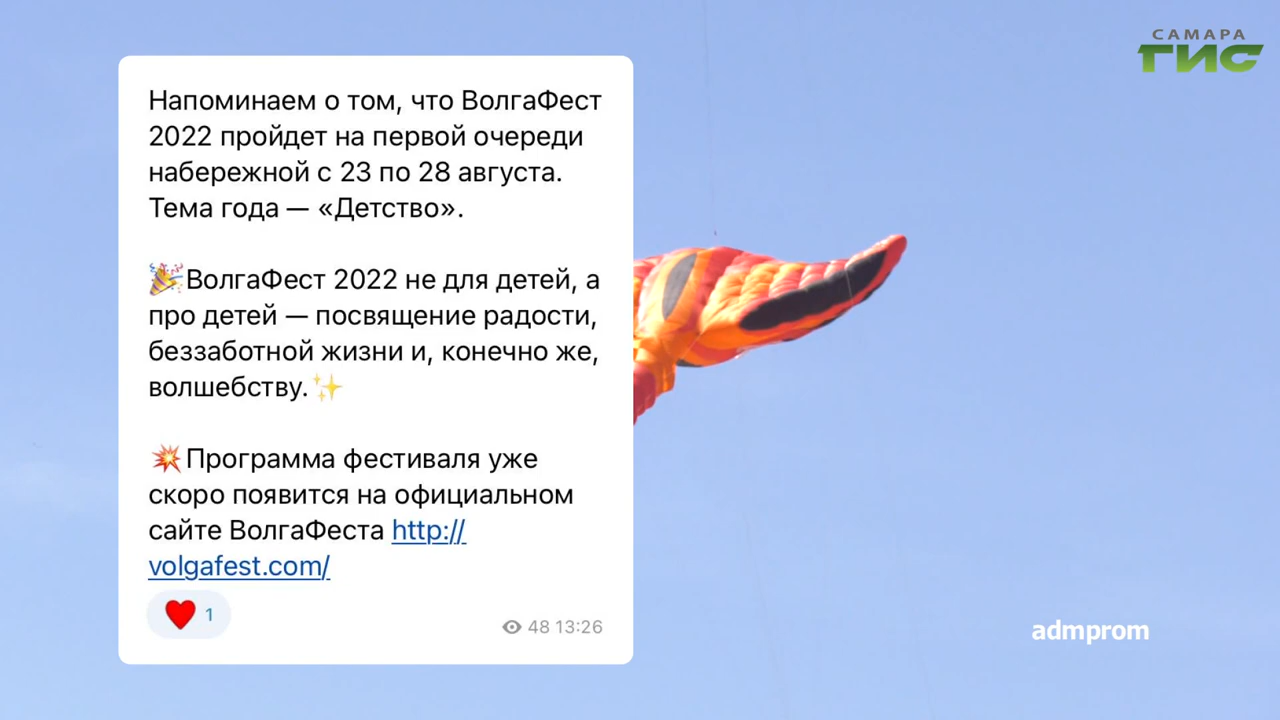 САМАРА
ГИС
Напоминаем о том, что ВолгаФест
2022 пройдет на первой очереди
набережной с 23 по 28 августа.
Тема года — «Детство».
🎉ВолгаФест 2022 не для детей, а
про детей — посвящение радости,
беззаботной жизни и, конечно же,
волшебству.✨
💥Программа фестиваля уже
скоро появится на официальном
сайте ВолгаФеста http://
volgafest.com/
❤️ 1
48 13:26
admprom